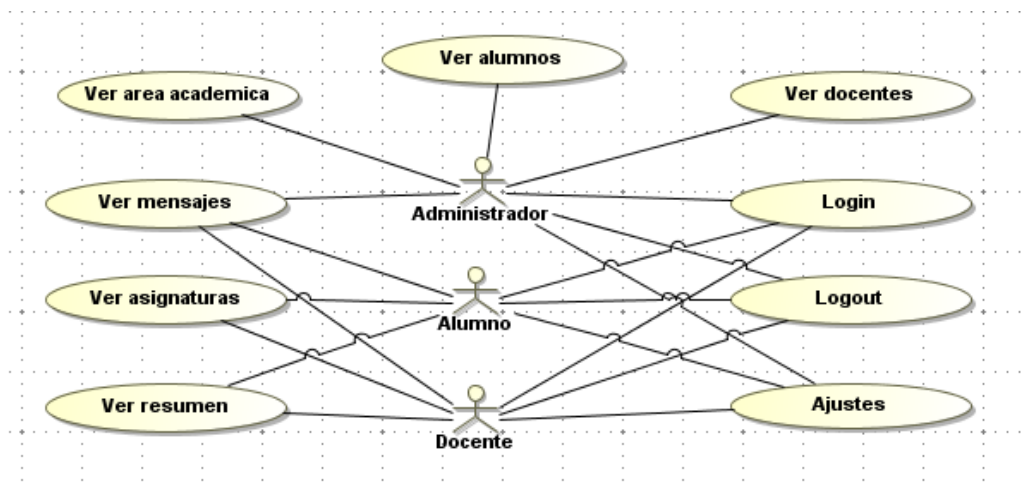 Ver alumnos
Ver area academica
Ver docentes
Ver mensajes
Administrador
Login
Ver asignaturas
Alumno
Logout
Ver resumen
Docente
Ajustes